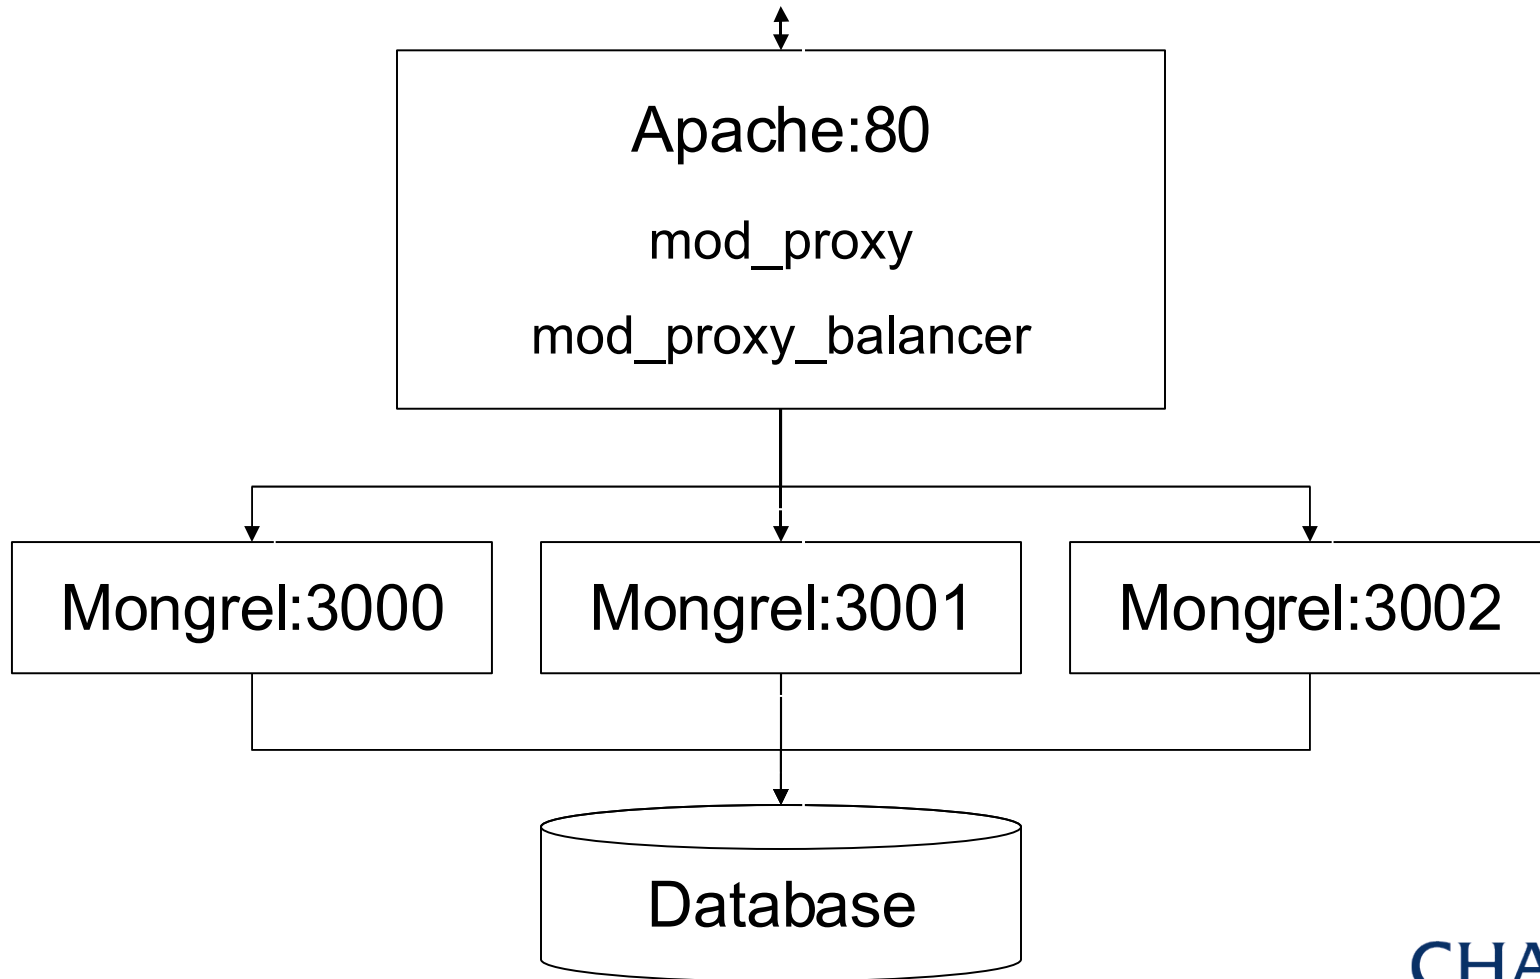 Apache:80
mod_proxy
mod_proxy_balancer
Mongrel:3000
Mongrel:3001
Mongrel:3002
Database